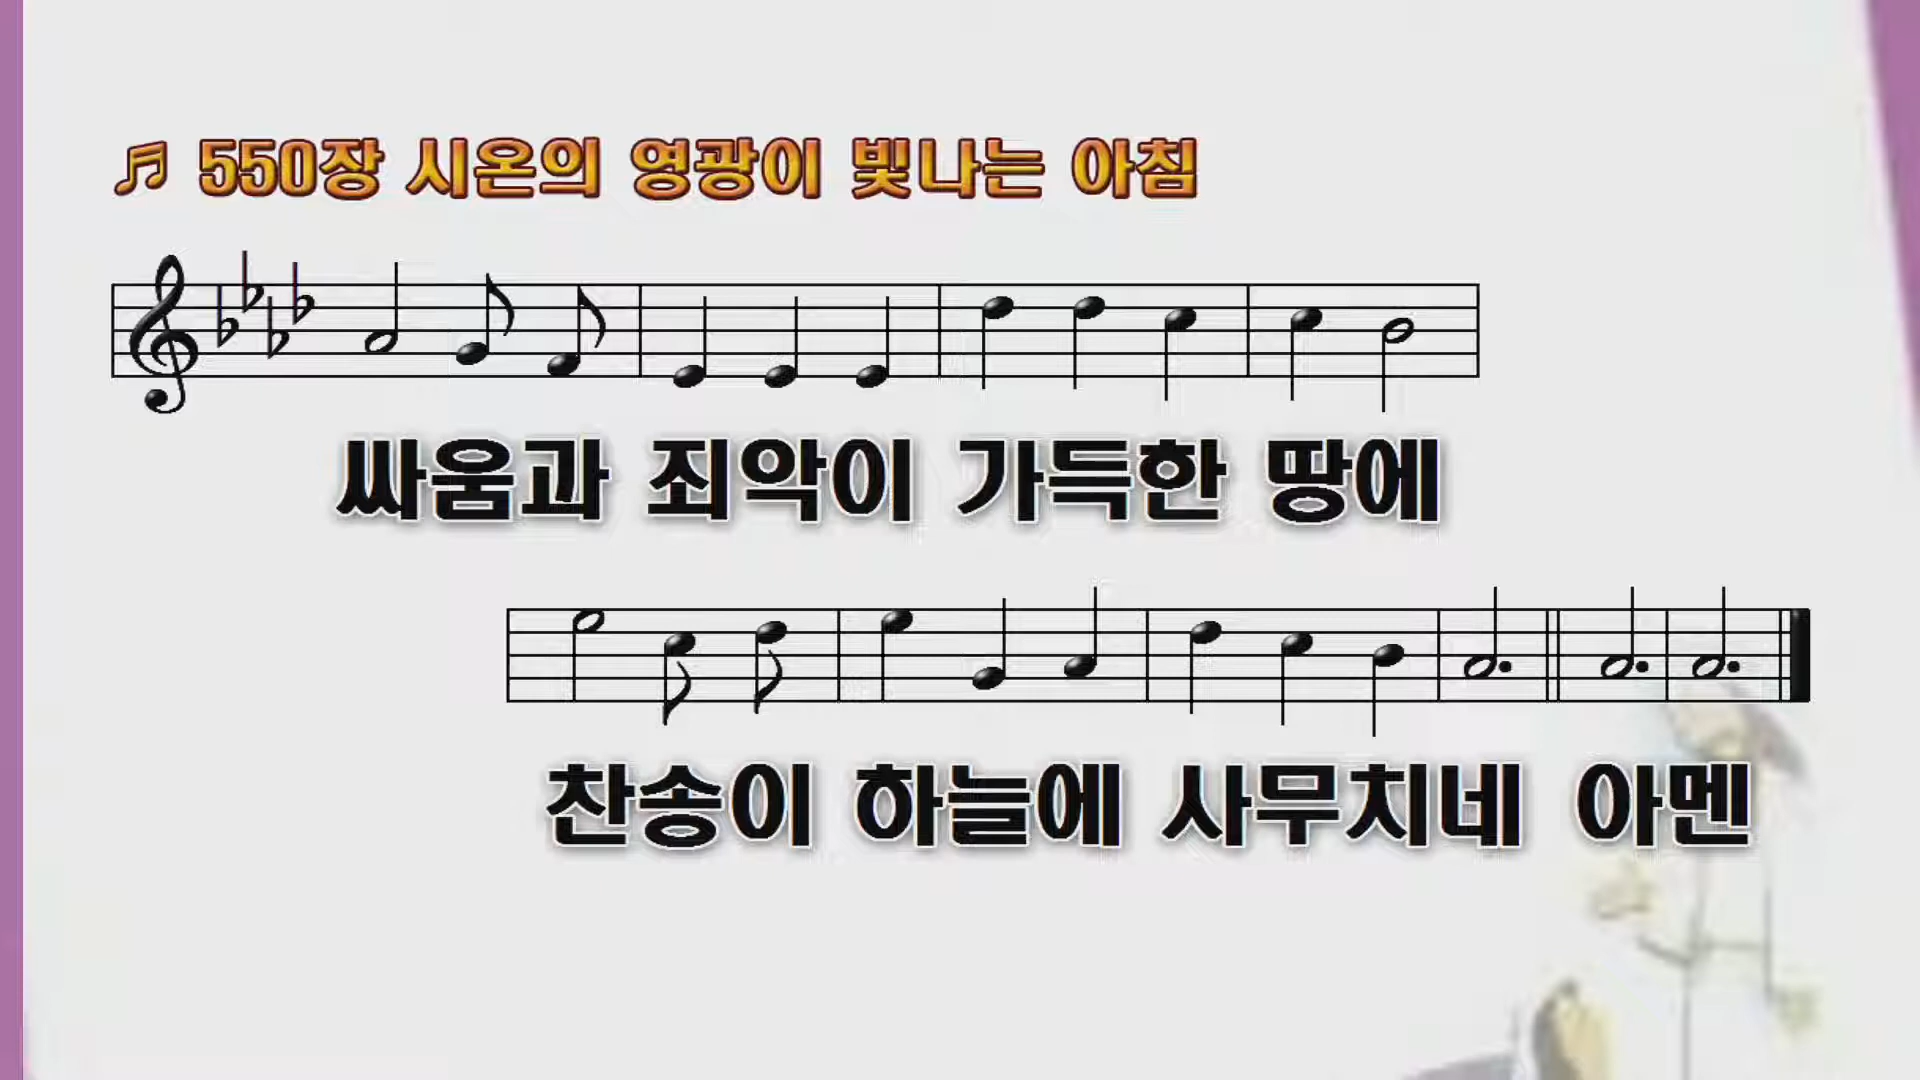 ♬ 550장 시온의 영광이 빛나는 아침
싸움과 죄악이 가득한 땅에
찬송이 하늘에 사무치네 아멘